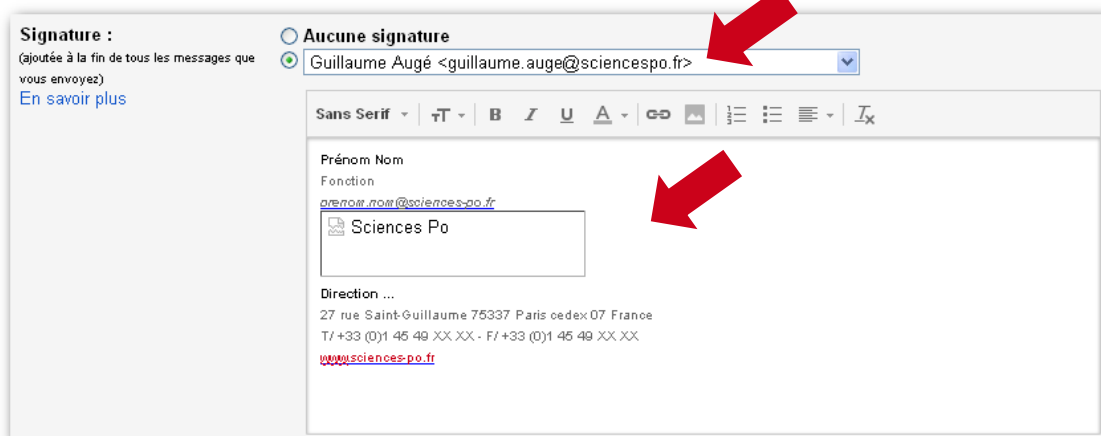 Signature :
(ajoutée à la fin de tous les messages que
vous envoyez)
En savoir plus
Aucune signature
Guillaume Augé <guillaume.auge@sciencespo.fr>
Sans Serif
тT
B I U A
Prénom Nom
Fonction
prenom.nom@sciences-po.fr
Sciences Po
Direction ...
27 rue Saint-Guillaume 75337 Paris cedex 07 France
T/ +33 (0)1 45 49 XX XX - F/ +33 (0)1 45 49 XX XX
www.sciences-po.fr